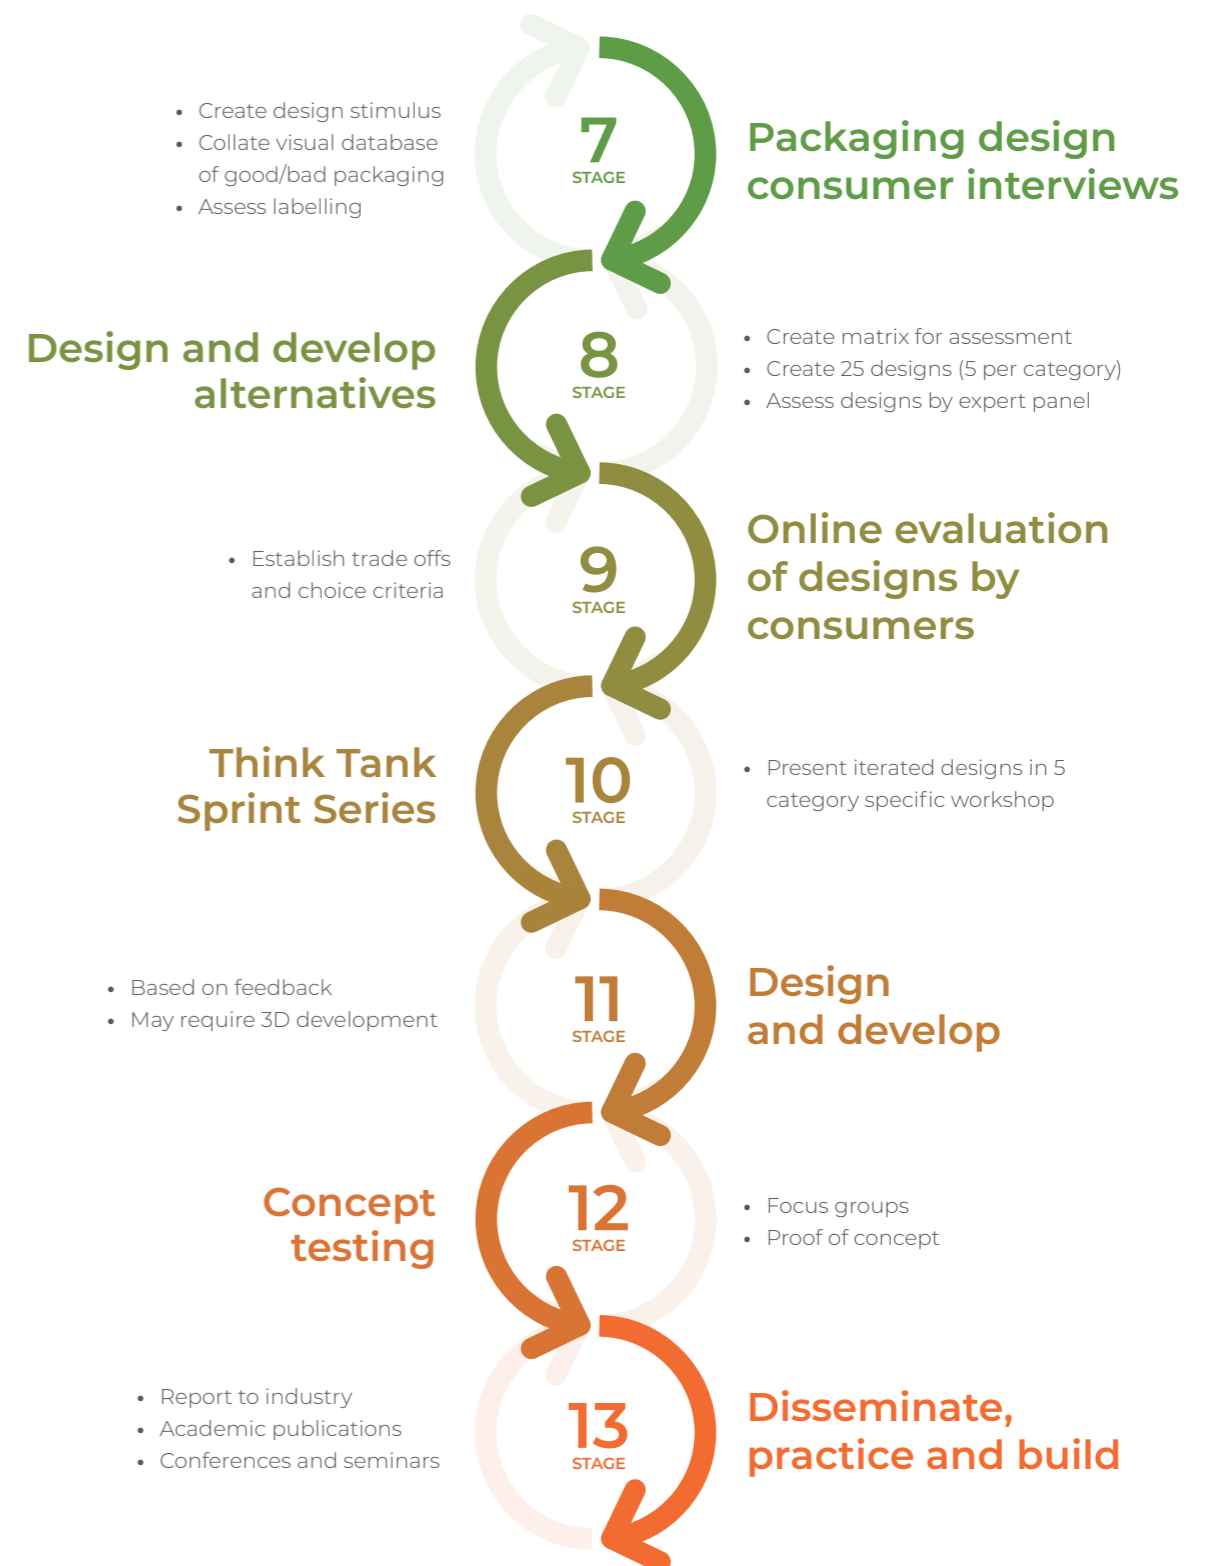 • Create design stimulus
• Collate visual database
of good/bad packaging
• Assess labelling
7
STAGE
Packaging design
consumer interviews
Design and develop
alternatives
8
STAGE
• Create matrix for assessment
• Create 25 designs (5 per category)
• Assess designs by expert panel
• Establish trade offs
and choice criteria
9
STAGE
Online evaluation
of designs by
consumers
Think Tank
Sprint Series
10
STAGE
• Present iterated designs in 5
category specific workshop
• Based on feedback
• May require 3D development
11
STAGE
Design
and develop
Concept
testing
12
STAGE
• Focus groups
• Proof of concept
• Report to industry
• Academic publications
• Conferences and seminars
13
STAGE
Disseminate,
practice and build